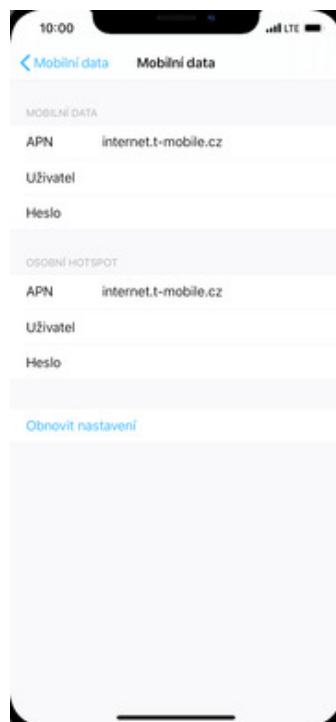 10:00 LTE
Mobilní data Mobilní data
MOBILNÍ DATA
APN internet.t-mobile.cz
Uživatel
Heslo
OSOBNÍ HOTSPOT
APN internet.t-mobile.cz
Uživatel
Heslo
Obnovit nastavení